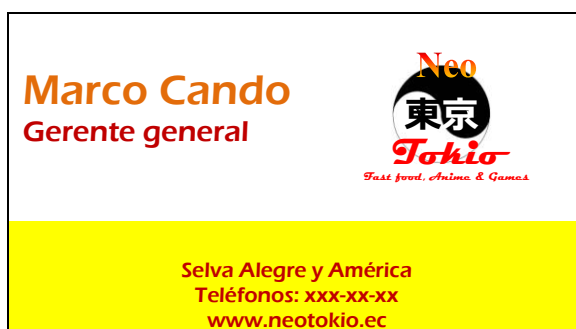 Marco Cando
Gerente general
Neo
東京
Tokio
Fast food, Anime & Games
Selva Alegre y América
Teléfonos: xxx-xx-xx
www.neotokio.ec